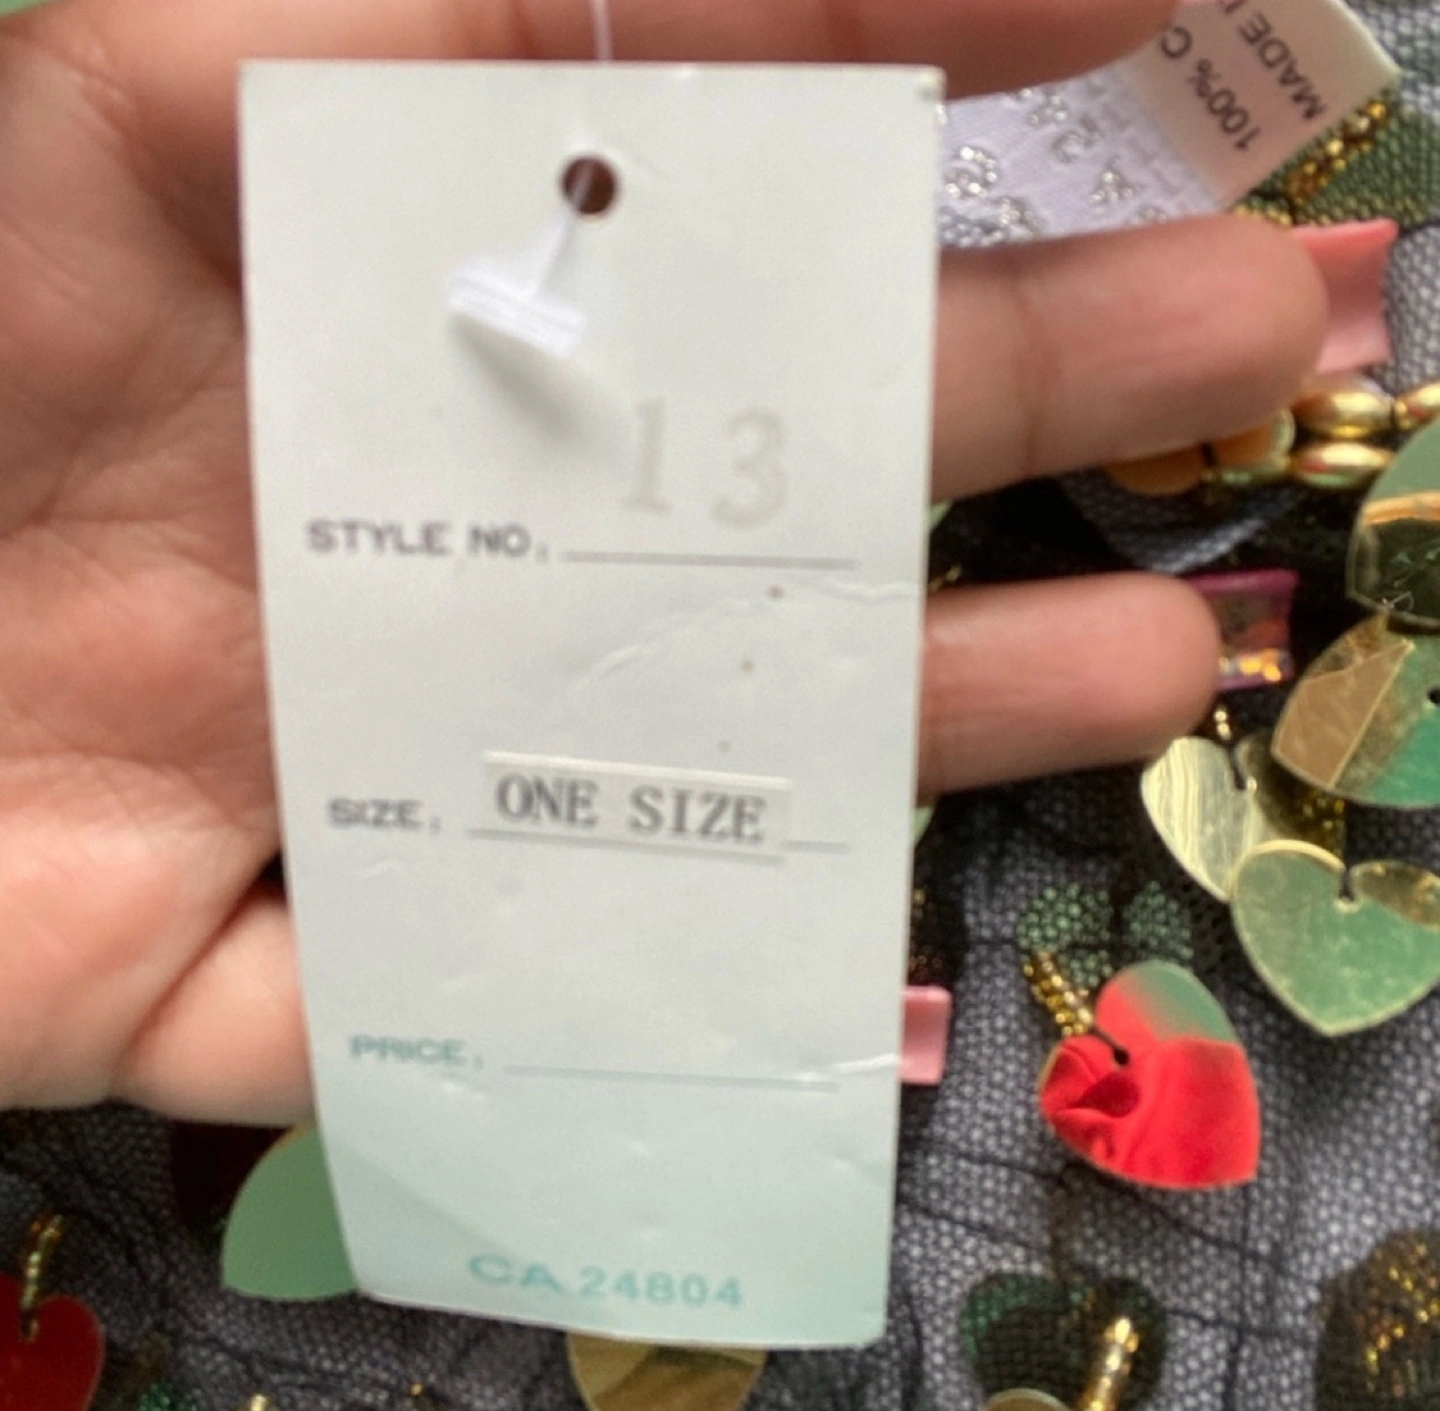 13
STYLE NO.
SIZE. ONE SIZE
PRICE.
CA 24804
100% C
MADE